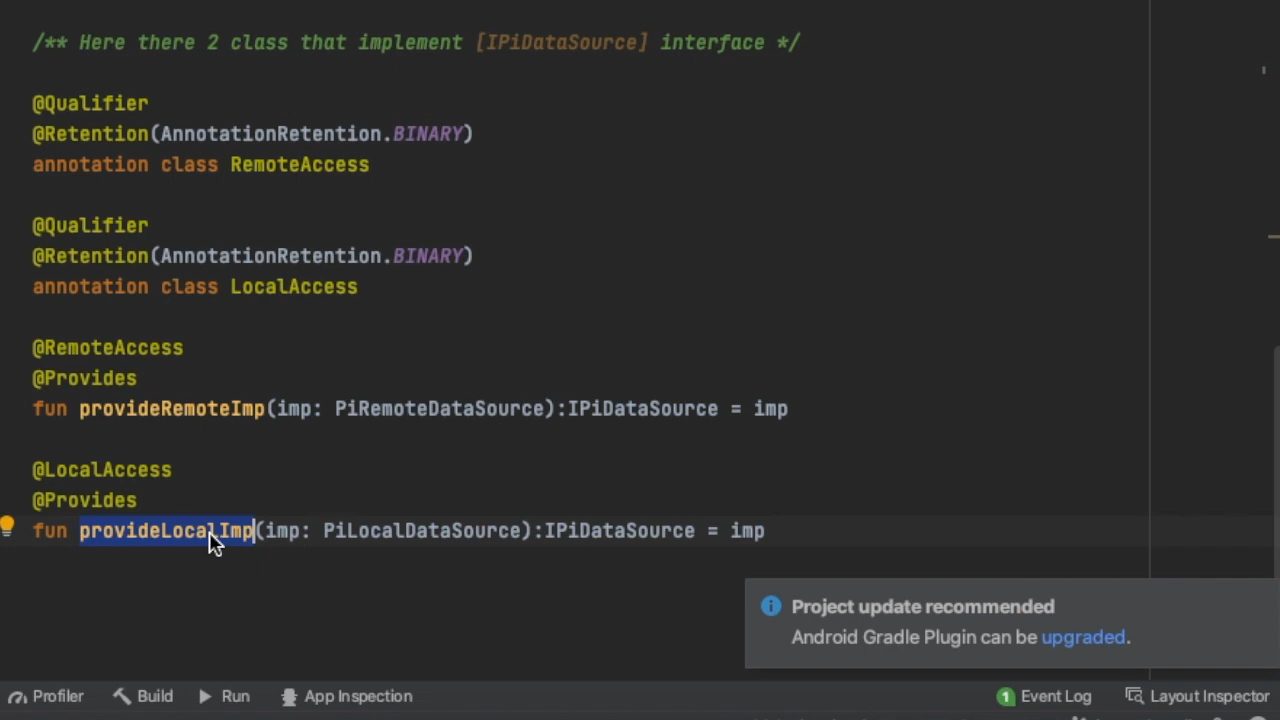 /** Here there 2 class that implement [IPiDataSource] interface */
@Qualifier
@Retention(AnnotationRetention.BINARY)
annotation class RemoteAccess
@Qualifier
@Retention(AnnotationRetention.BINARY)
annotation class LocalAccess
@RemoteAccess
@Provides
fun provideRemoteImp(imp: PiRemoteDataSource):IPiDataSource = imp
@LocalAccess
@Provides
fun provideLocalImp(imp: PiLocalDataSource):IPiDataSource = imp
Project update recommended
Android Gradle Plugin can be upgraded.
Profiler Build Run App Inspection 1 Event Log Layout Inspector